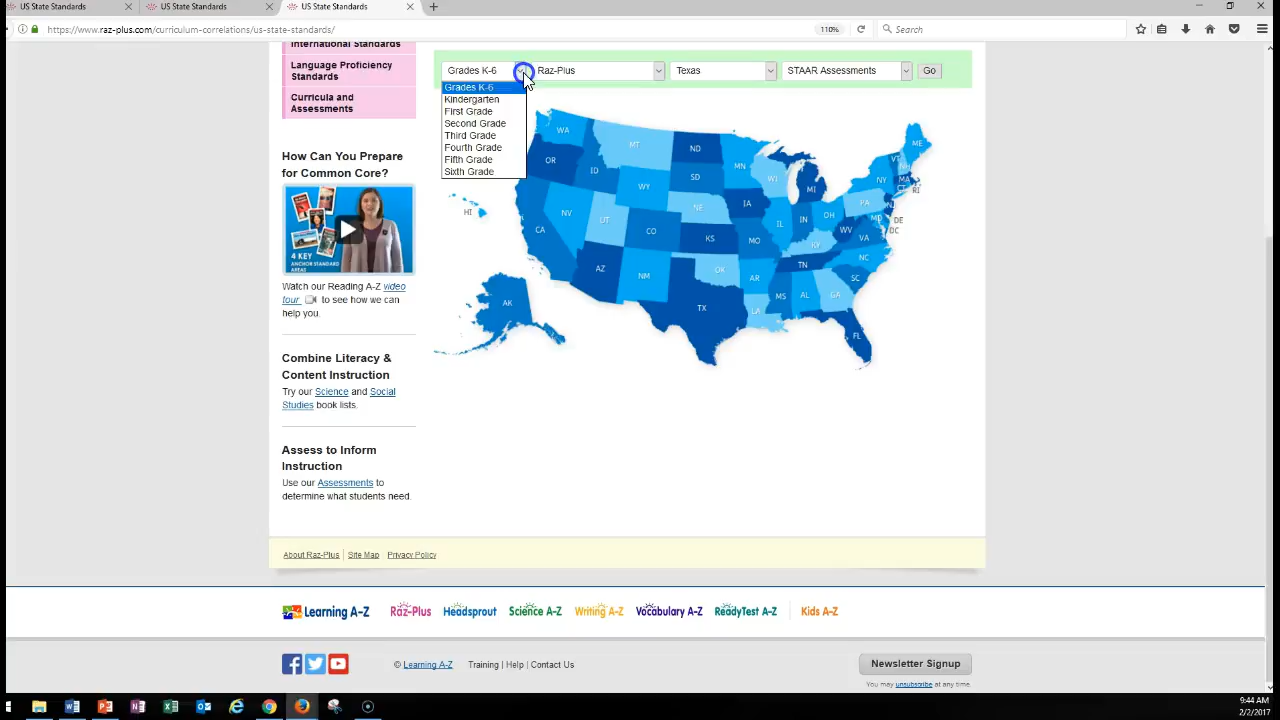 US State Standards
US State Standards
US State Standards
https://www.raz-plus.com/curriculum-correlations/us-state-standards/
110%
Search
International Standards
Language Proficiency
Standards
Curricula and
Assessments
Grades K-6
Raz-Plus
Texas
STAAR Assessments
Go
Grades K-6
Kindergarten
First Grade
Second Grade
Third Grade
Fourth Grade
Fifth Grade
Sixth Grade
WA
OR
ID
MT
ND
MN
SD
WY
WI
MI
ME
VT
NH
MA
CT
RI
NY
PA
NJ
MD
DE
DC
HI
NV
UT
CO
NE
IA
IL
IN
OH
WV
VA
CA
KS
MO
KY
NC
TN
SC
AZ
NM
OK
AR
MS
AL
GA
TX
LA
FL
AK
How Can You Prepare
for Common Core?
4 KEY
ANCHOR STANDARD
AREAS
Watch our Reading A-Z video
tour to see how we can
help you.
Combine Literacy &
Content Instruction
Try our Science and Social
Studies book lists.
Assess to Inform
Instruction
Use our Assessments to
determine what students need.
About Raz-Plus Site Map Privacy Policy
Learning A-Z Raz-Plus Headsprout Science A-Z Writing A-Z Vocabulary A-Z ReadyTest A-Z Kids A-Z
© Learning A-Z Training | Help | Contact Us
Newsletter Signup
You may unsubscribe at any time.
9:44 AM
2/2/2017